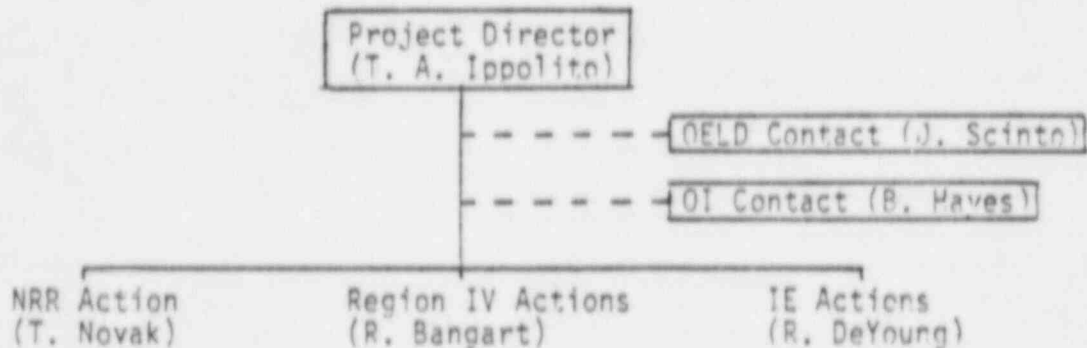 Project Director
(T. A. Ippolito)
OELD Contact (J. Scinto)
OI Contact (B. Hayes)
NRR Action
(T. Novak)
Region IV Actions
(R. Bangart)
IE Actions
(R. DeYoung)